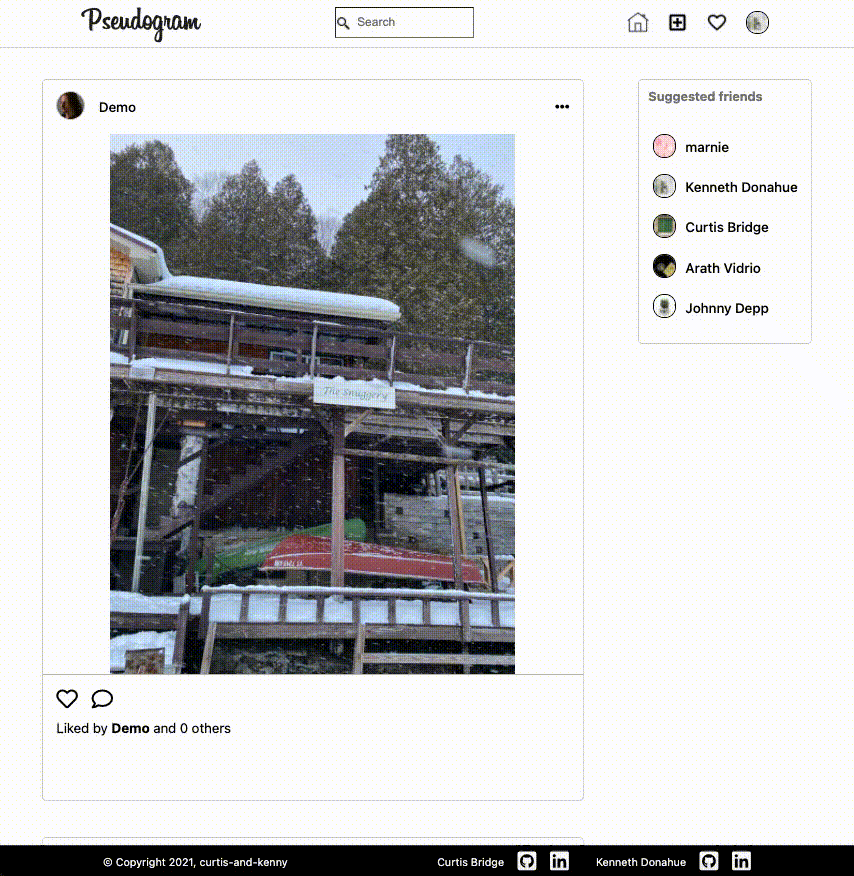 Pseudogram
Search
Demo
Suggested friends
marnie
Kenneth Donahue
Curtis Bridge
Arath Vidrio
Johnny Depp
The Snuggery
Liked by Demo and 0 others
© Copyright 2021, curtis-and-kenny
Curtis Bridge
Kenneth Donahue